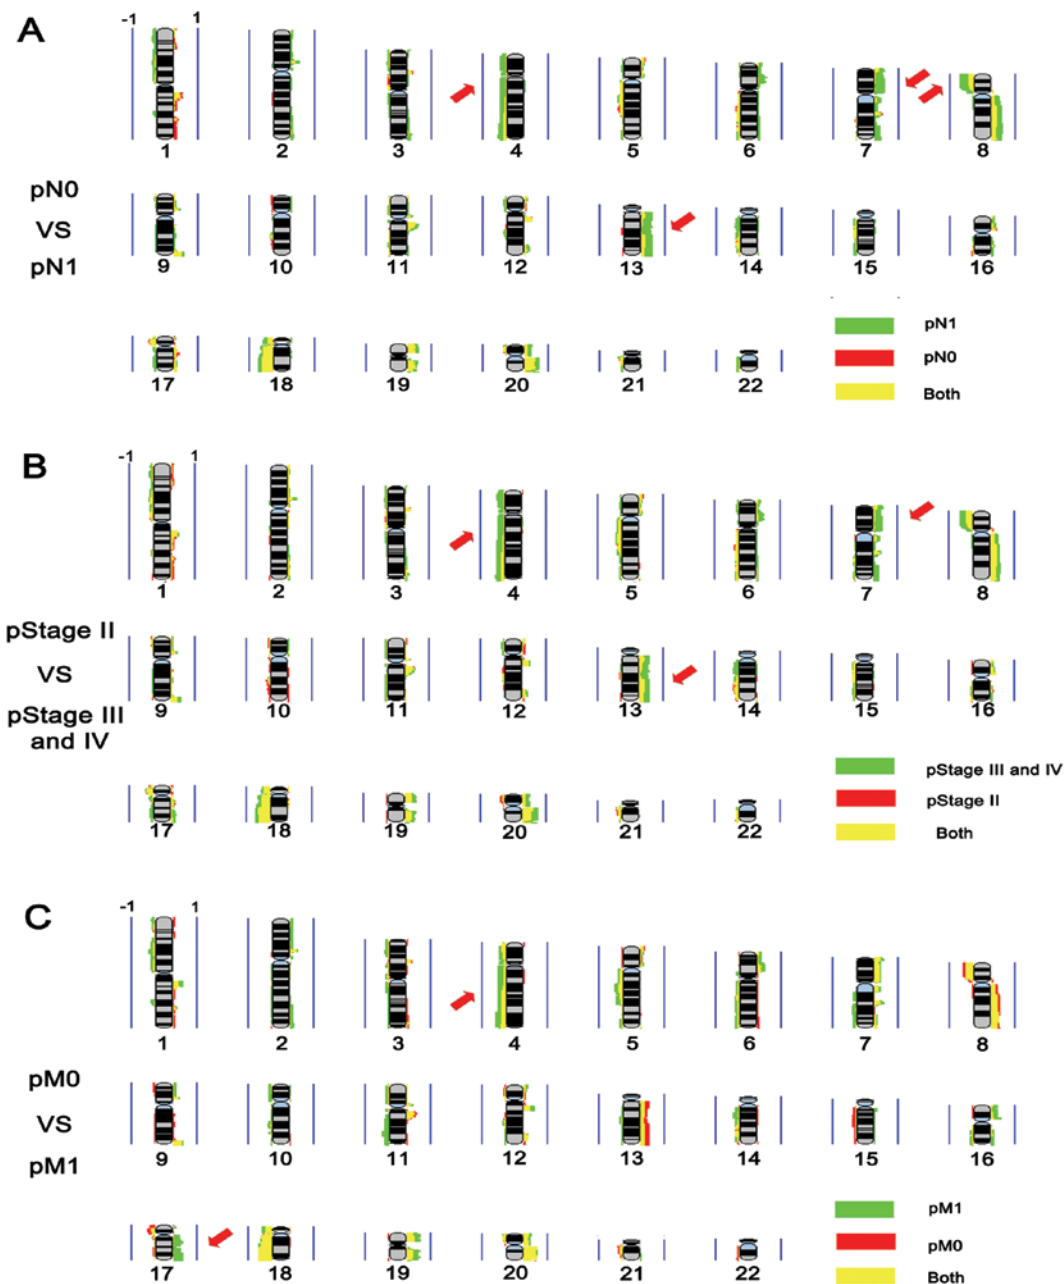 A
-1 1
1 2 3 4 5 6 7 8
pN0
VS
pN1
9 10 11 12 13 14 15 16
pN1
pN0
Both
17 18 19 20 21 22
B
-1 1
1 2 3 4 5 6 7 8
pStage II
VS
pStage III
and IV
9 10 11 12 13 14 15 16
pStage III and IV
pStage II
Both
17 18 19 20 21 22
C
-1 1
1 2 3 4 5 6 7 8
pM0
VS
pM1
9 10 11 12 13 14 15 16
pM1
pM0
Both
17 18 19 20 21 22